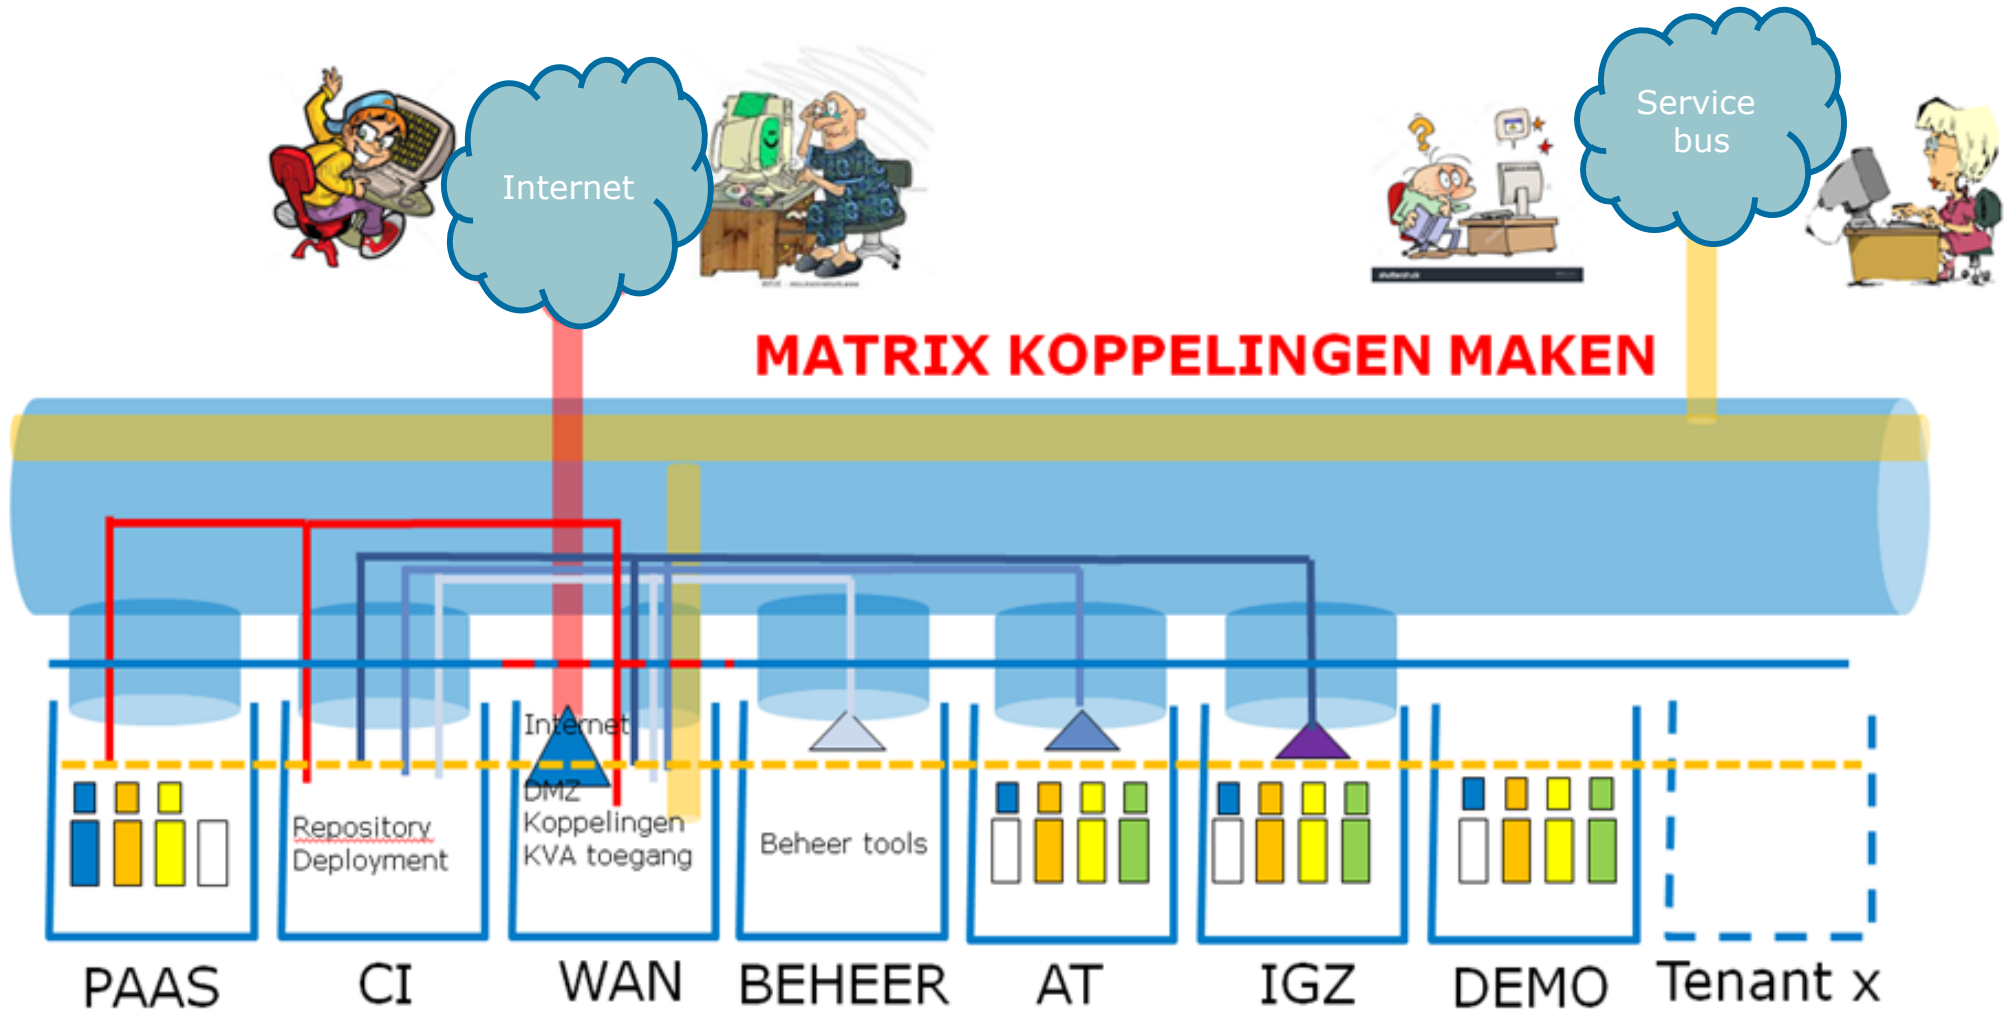 Internet
Service
bus
MATRIX KOPPELINGEN MAKEN
Internet
DMZ
Koppelingen
KVA toegang
Repository
Deployment
Beheer tools
PAAS
CI
WAN
BEHEER
AT
IGZ
DEMO
Tenant x